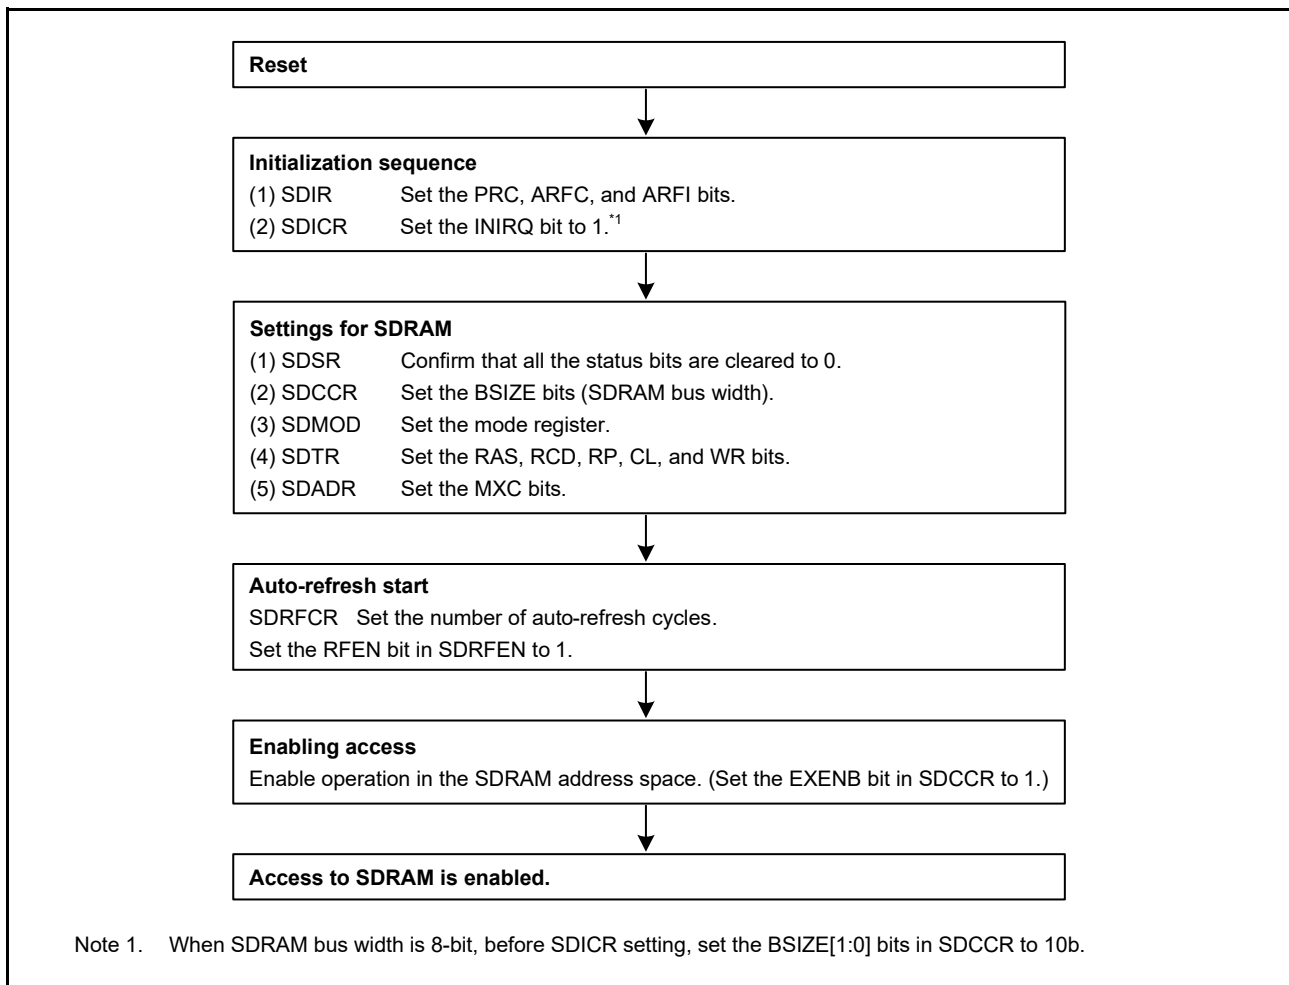 Reset
Initialization sequence
(1) SDIR Set the PRC, ARFC, and ARFI bits.
(2) SDICR Set the INIRQ bit to 1.*1
Settings for SDRAM
(1) SDSR Confirm that all the status bits are cleared to 0.
(2) SDCCR Set the BSIZE bits (SDRAM bus width).
(3) SDMOD Set the mode register.
(4) SDTR Set the RAS, RCD, RP, CL, and WR bits.
(5) SDADR Set the MXC bits.
Auto-refresh start
SDRFCR Set the number of auto-refresh cycles.
Set the RFEN bit in SDRFEN to 1.
Enabling access
Enable operation in the SDRAM address space. (Set the EXENB bit in SDCCR to 1.)
Access to SDRAM is enabled.
Note 1. When SDRAM bus width is 8-bit, before SDICR setting, set the BSIZE[1:0] bits in SDCCR to 10b.